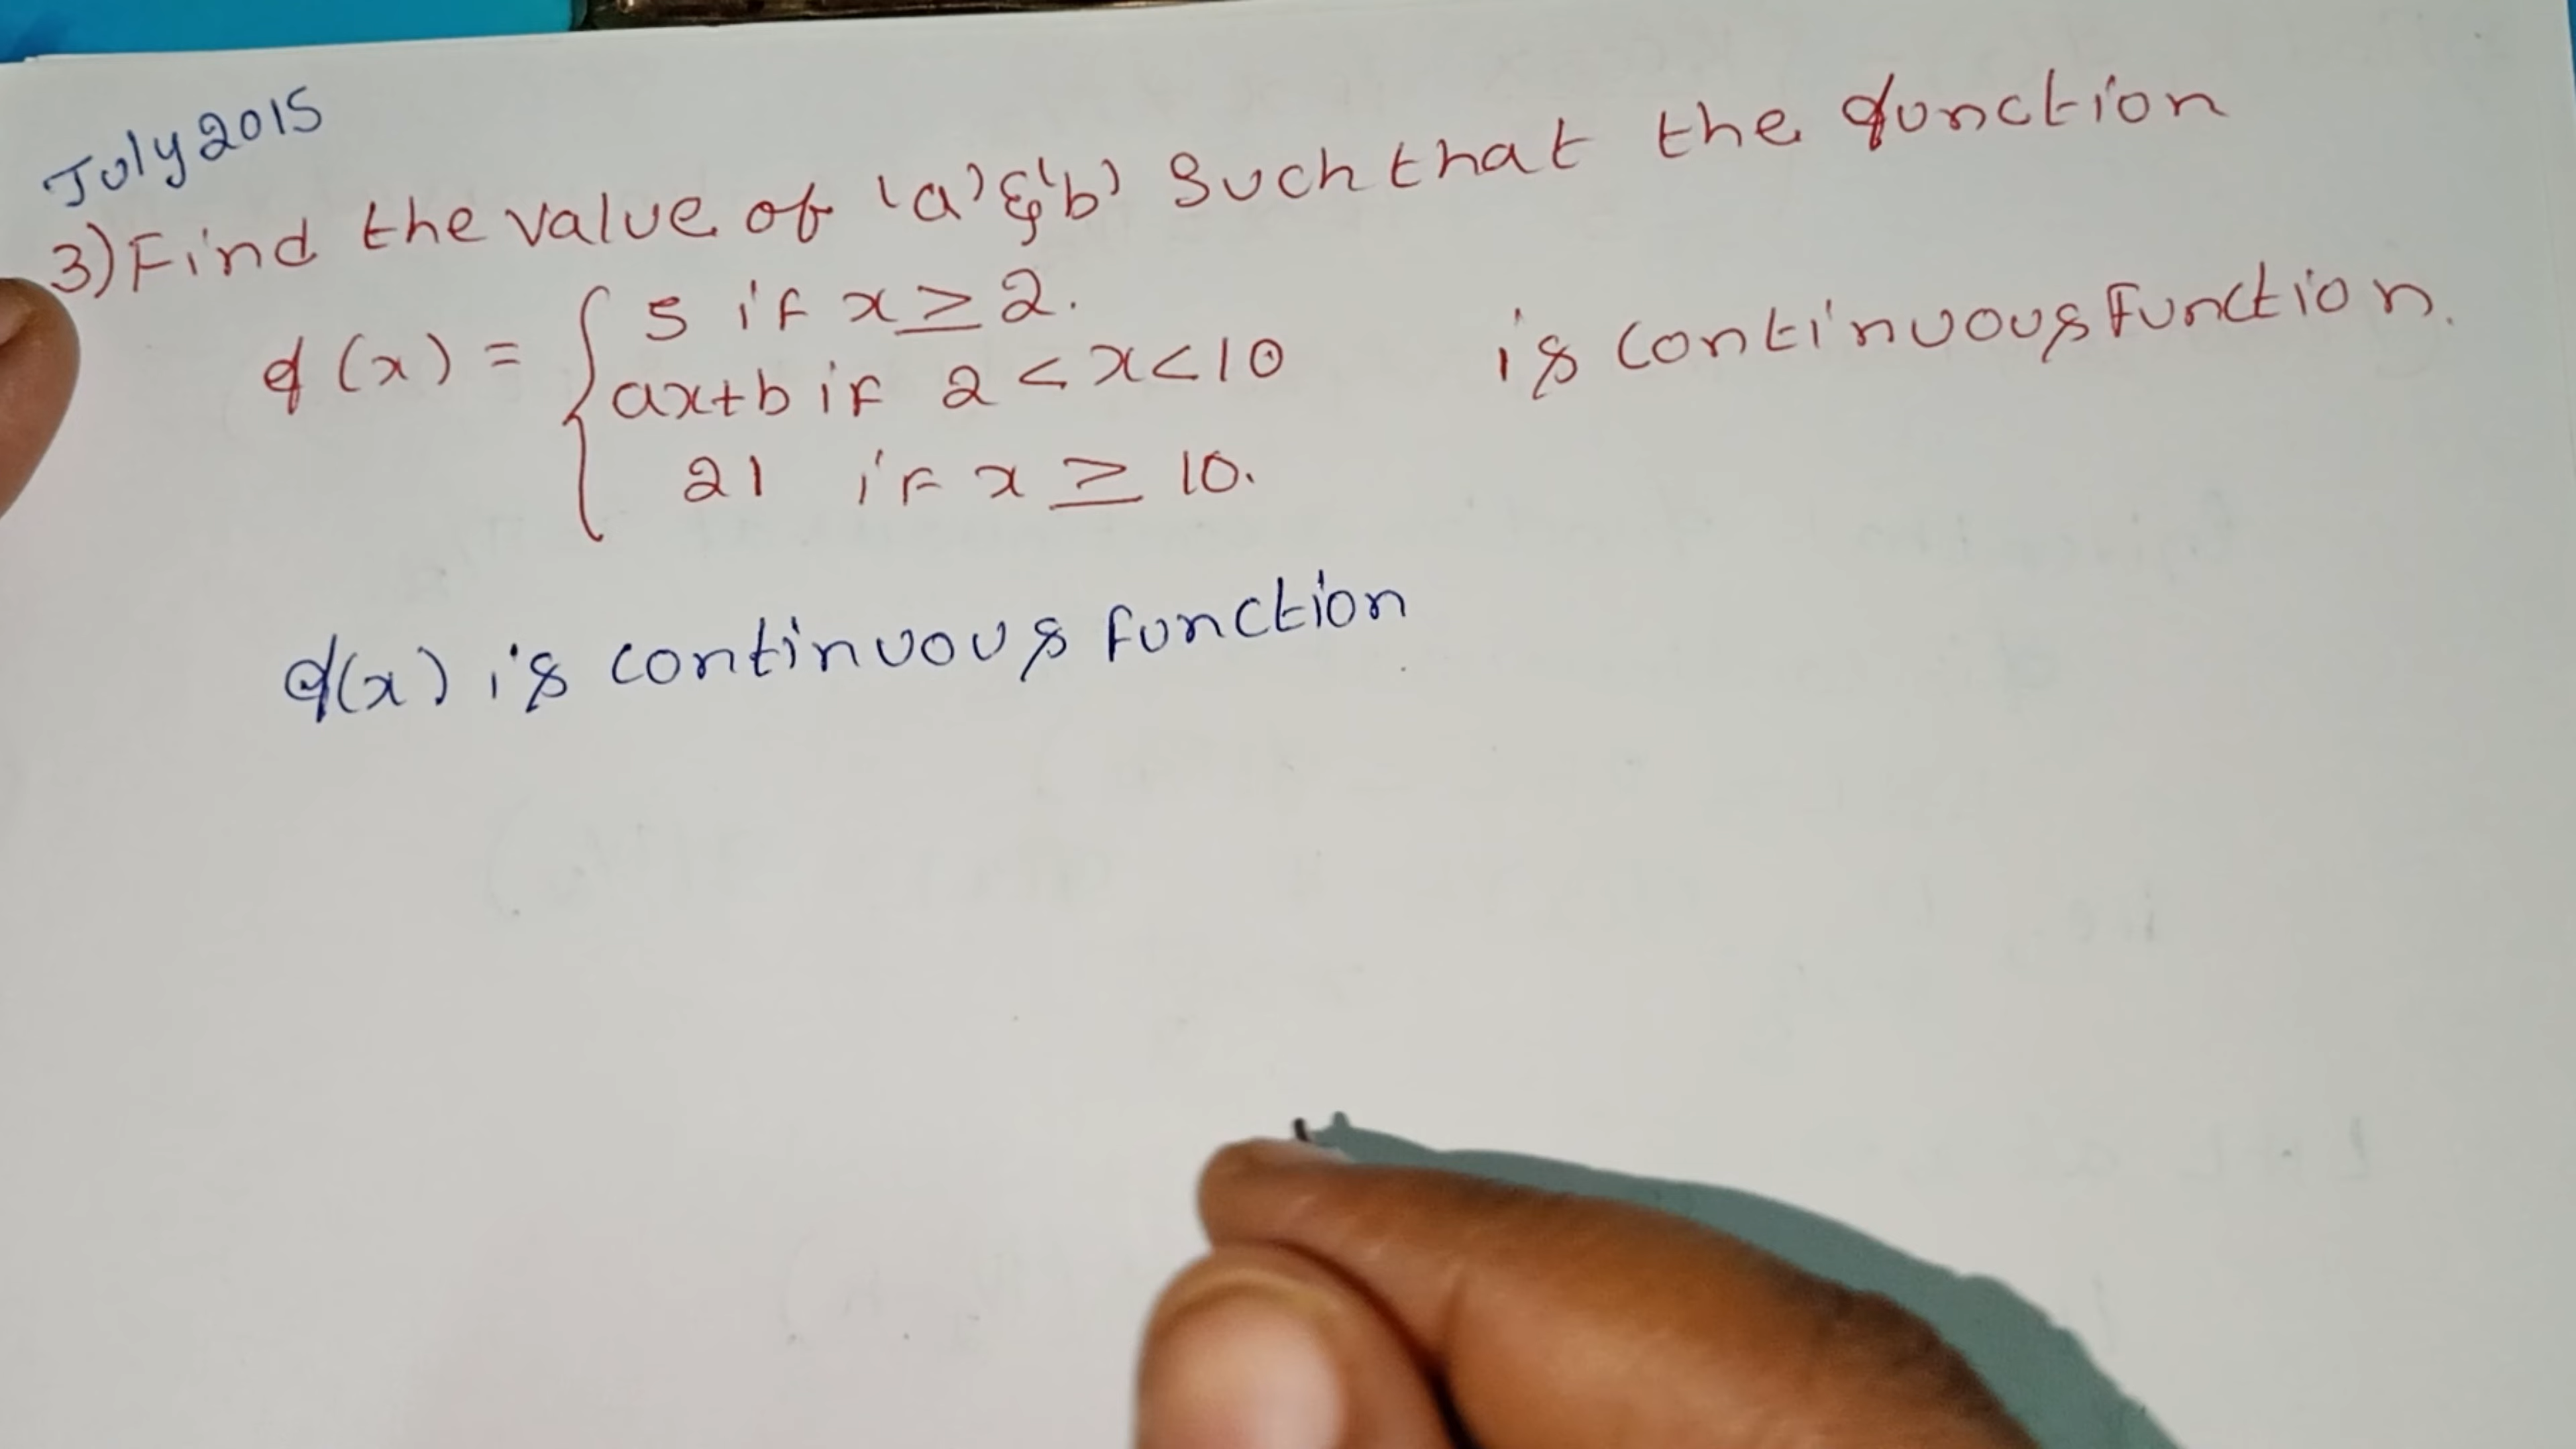 July 2015
3) Find the value of 'a' & 'b' Such that the function
f(x) = { 5 if x ≥ 2.
ax+b if 2 < x < 10 is continuous Function.
21 if x ≥ 10.
f(x) is continuous function